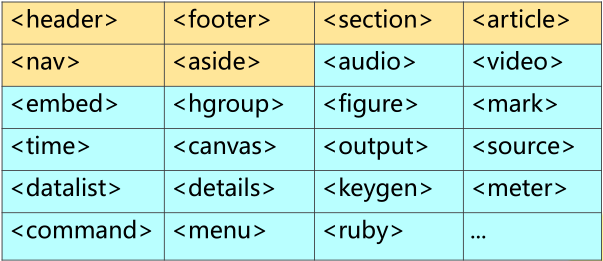 <header> <footer> <section> <article>
<nav> <aside> <audio> <video>
<embed> <hgroup> <figure> <mark>
<time> <canvas> <output> <source>
<datalist> <details> <keygen> <meter>
<command> <menu> <ruby> ...